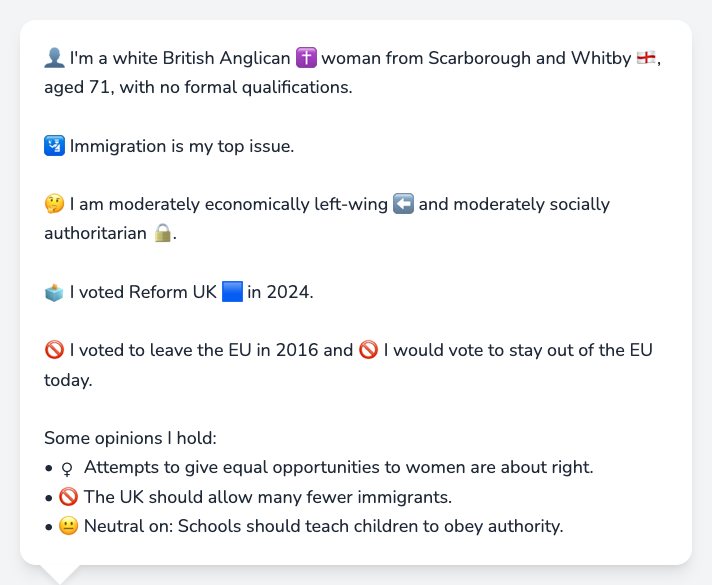 👤 I'm a white British Anglican ✝️ woman from Scarborough and Whitby 🏴󠁧󠁢󠁥󠁮󠁧󠁿,
aged 71, with no formal qualifications.
🛂 Immigration is my top issue.
🤔 I am moderately economically left-wing ⬅️ and moderately socially
authoritarian 🔒.
🗳️ I voted Reform UK 🟦 in 2024.
🚫 I voted to leave the EU in 2016 and 🚫 I would vote to stay out of the EU
today.
Some opinions I hold:
• ♀ Attempts to give equal opportunities to women are about right.
• 🚫 The UK should allow many fewer immigrants.
• 😐 Neutral on: Schools should teach children to obey authority.